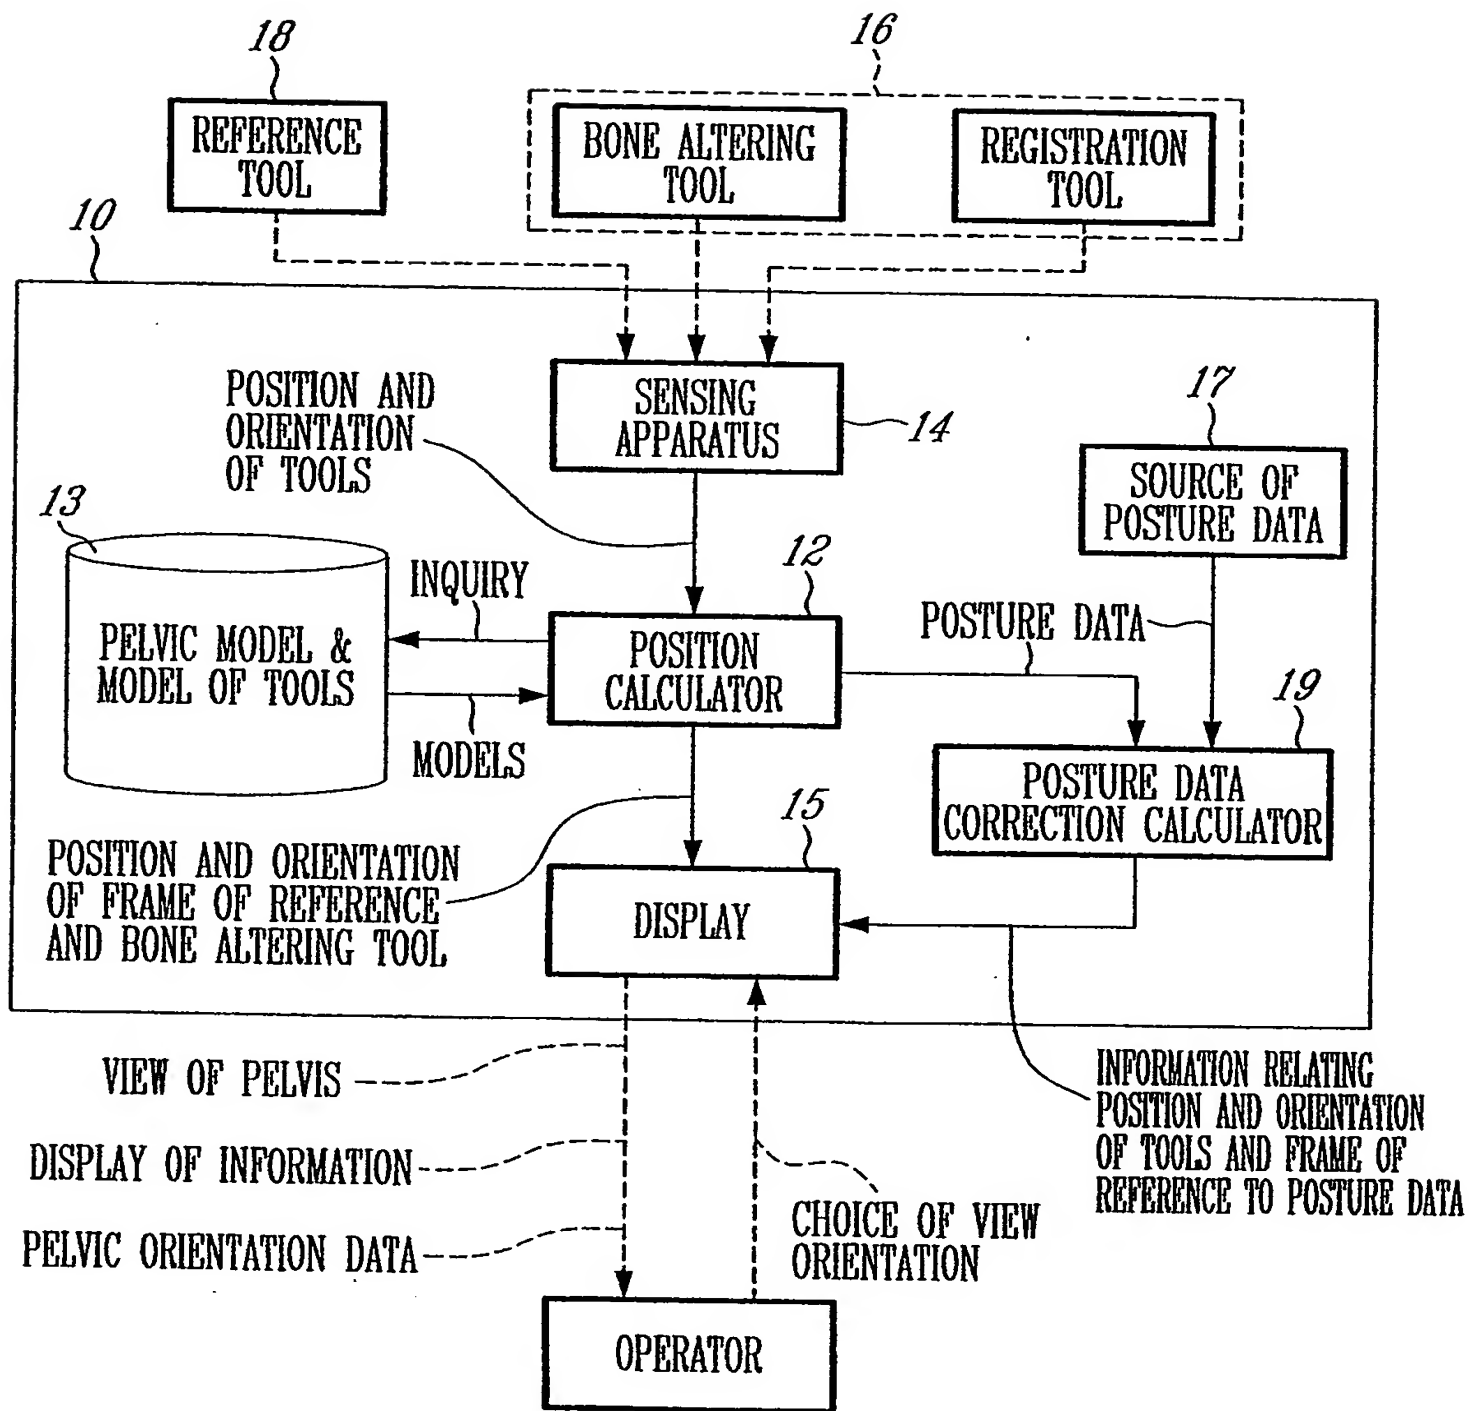 18
16
REFERENCE
TOOL
BONE ALTERING
TOOL
REGISTRATION
TOOL
10
POSITION AND
ORIENTATION
OF TOOLS
SENSING
APPARATUS
14
17
SOURCE OF
POSTURE DATA
13
PELVIC MODEL &
MODEL OF TOOLS
INQUIRY
MODELS
12
POSITION
CALCULATOR
POSTURE DATA
19
POSTURE DATA
CORRECTION CALCULATOR
POSITION AND ORIENTATION
OF FRAME OF REFERENCE
AND BONE ALTERING TOOL
15
DISPLAY
VIEW OF PELVIS
DISPLAY OF INFORMATION
PELVIC ORIENTATION DATA
CHOICE OF VIEW
ORIENTATION
INFORMATION RELATING
POSITION AND ORIENTATION
OF TOOLS AND FRAME OF
REFERENCE TO POSTURE DATA
OPERATOR